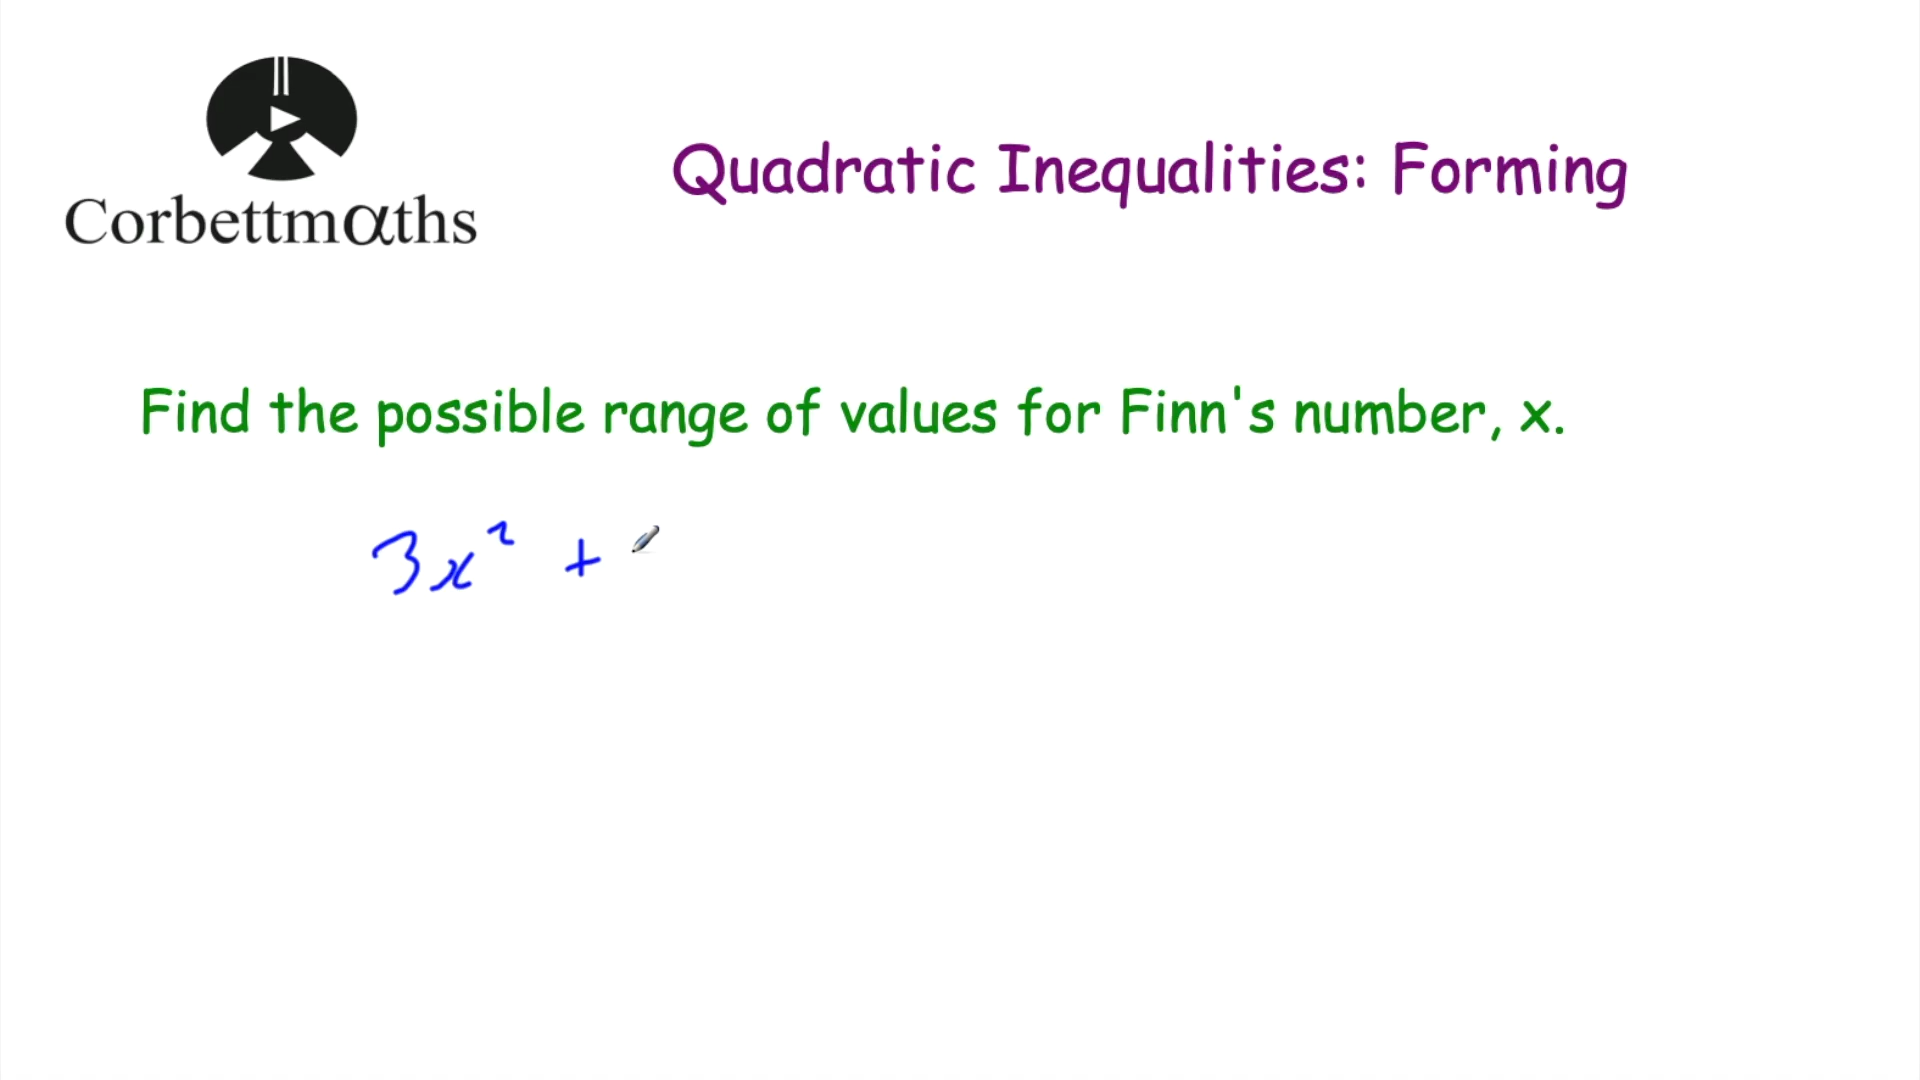 Corbettmαths
Quadratic Inequalities: Forming
Find the possible range of values for Finn's number, x.
3x² +